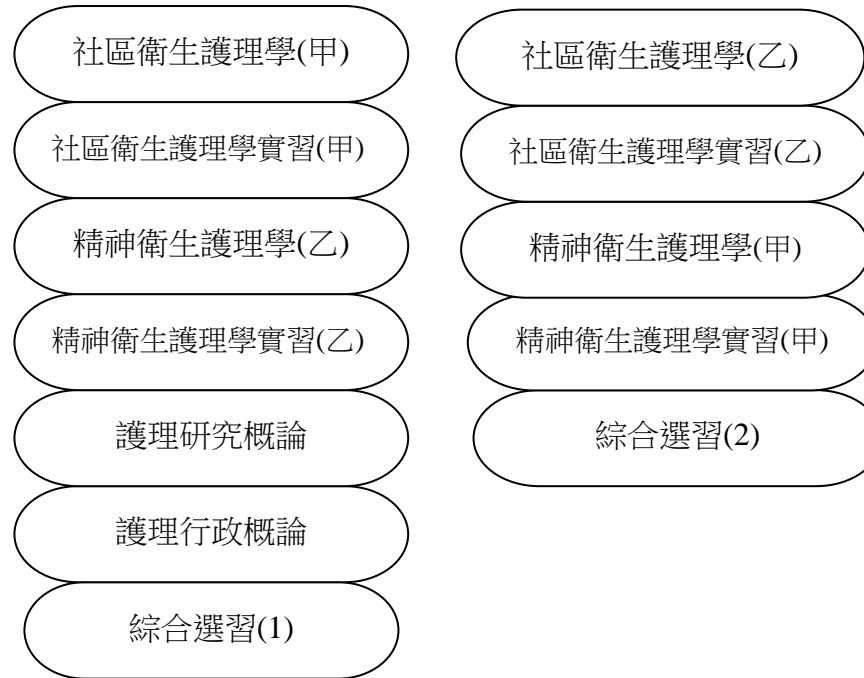 社區衛生護理學(甲)
社區衛生護理學實習(甲)
精神衛生護理學(乙)
精神衛生護理學實習(乙)
護理研究概論
護理行政概論
綜合選習(1)
社區衛生護理學(乙)
社區衛生護理學實習(乙)
精神衛生護理學(甲)
精神衛生護理學實習(甲)
綜合選習(2)